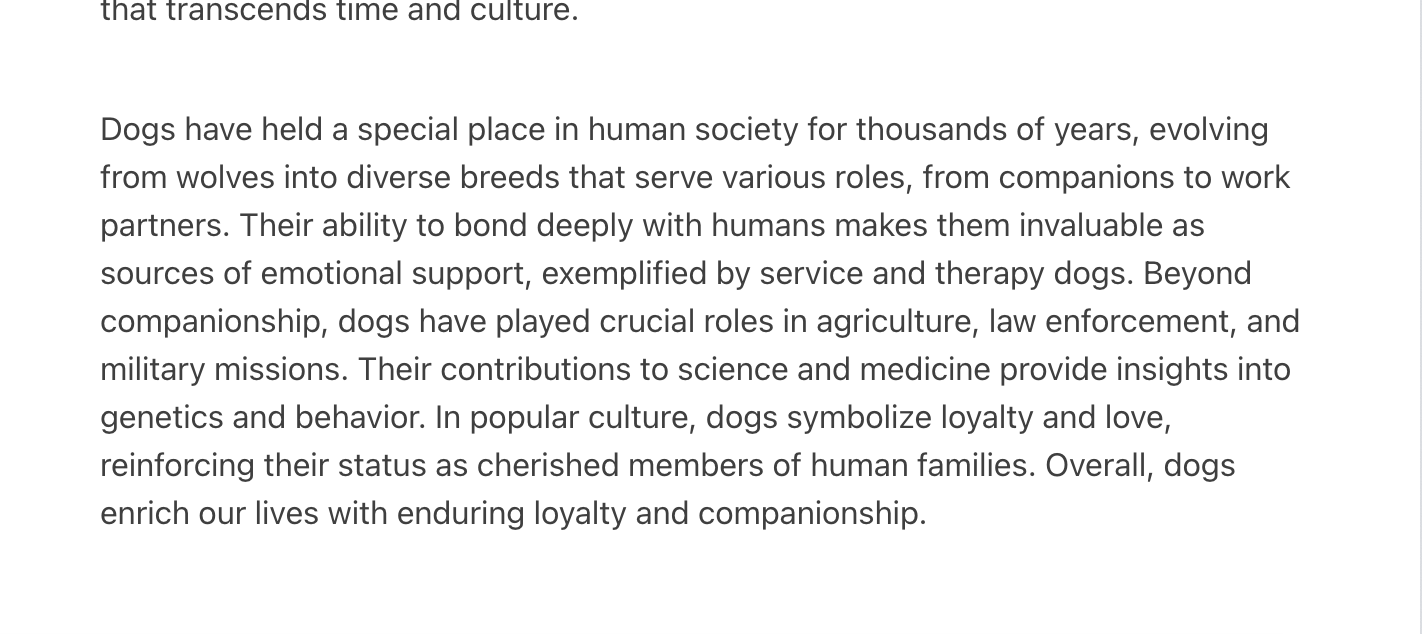 that transcends time and culture.
Dogs have held a special place in human society for thousands of years, evolving
from wolves into diverse breeds that serve various roles, from companions to work
partners. Their ability to bond deeply with humans makes them invaluable as
sources of emotional support, exemplified by service and therapy dogs. Beyond
companionship, dogs have played crucial roles in agriculture, law enforcement, and
military missions. Their contributions to science and medicine provide insights into
genetics and behavior. In popular culture, dogs symbolize loyalty and love,
reinforcing their status as cherished members of human families. Overall, dogs
enrich our lives with enduring loyalty and companionship.